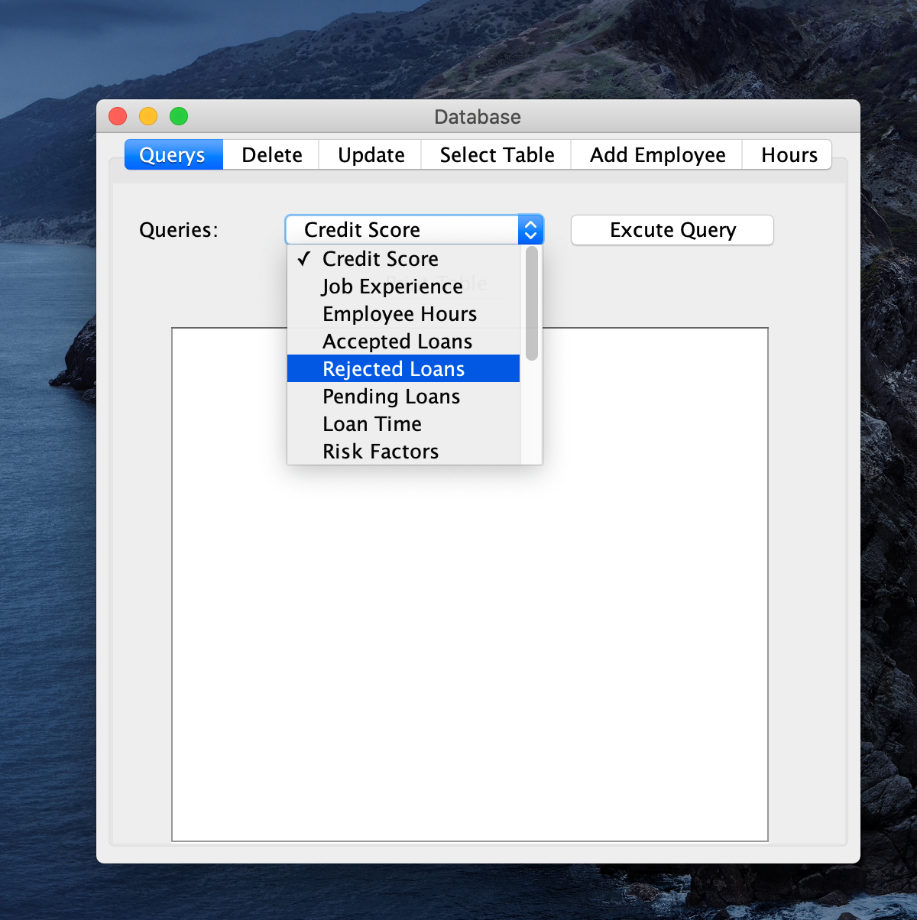 Database
Querys Delete Update Select Table Add Employee Hours
Queries: Credit Score Excute Query
✓ Credit Score
Job Experience
Employee Hours
Accepted Loans
Rejected Loans
Pending Loans
Loan Time
Risk Factors